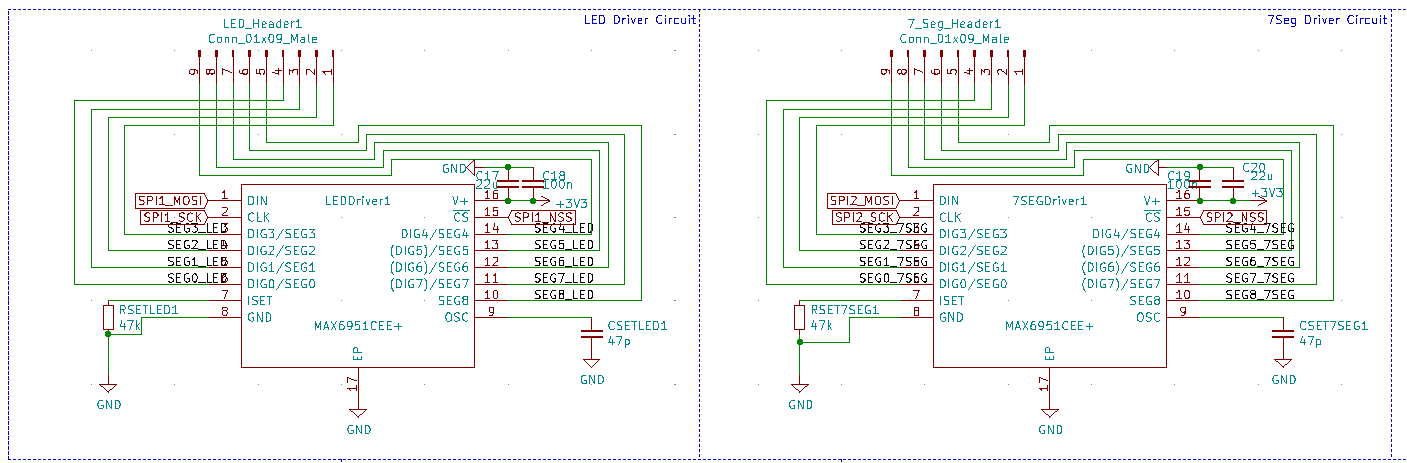 LED Driver Circuit
LED_Header1
Conn_01x09_Male
9 8 7 6 5 4 3 2 1
GND
C17
22u
C18
100n
+3V3
SPI1_MOSI
SPI1_SCK
SPI1_NSS
SEG3_LED
SEG2_LED
SEG1_LED
SEG0_LED
SEG4_LED
SEG5_LED
SEG6_LED
SEG7_LED
SEG8_LED
LEDDriver1
1 DIN
2 CLK
3 DIG3/SEG3
4 DIG2/SEG2
5 DIG1/SEG1
6 DIG0/SEG0
7 ISET
8 GND
V+ 16
CS 15
DIG4/SEG4 14
(DIG5)/SEG5 13
(DIG6)/SEG6 12
(DIG7)/SEG7 11
SEG8 10
OSC 9
MAX6951CEE+
EP
17
RSETLED1
47k
GND
CSETLED1
47p
GND
GND
7Seg Driver Circuit
7_Seg_Header1
Conn_01x09_Male
9 8 7 6 5 4 3 2 1
GND
C19
100n
C20
22u
+3V3
SPI2_MOSI
SPI2_SCK
SPI2_NSS
SEG3_7SEG
SEG2_7SEG
SEG1_7SEG
SEG0_7SEG
SEG4_7SEG
SEG5_7SEG
SEG6_7SEG
SEG7_7SEG
SEG8_7SEG
7SEGDriver1
1 DIN
2 CLK
3 DIG3/SEG3
4 DIG2/SEG2
5 DIG1/SEG1
6 DIG0/SEG0
7 ISET
8 GND
V+ 16
CS 15
DIG4/SEG4 14
(DIG5)/SEG5 13
(DIG6)/SEG6 12
(DIG7)/SEG7 11
SEG8 10
OSC 9
MAX6951CEE+
EP
17
RSET7SEG1
47k
GND
CSET7SEG1
47p
GND
GND